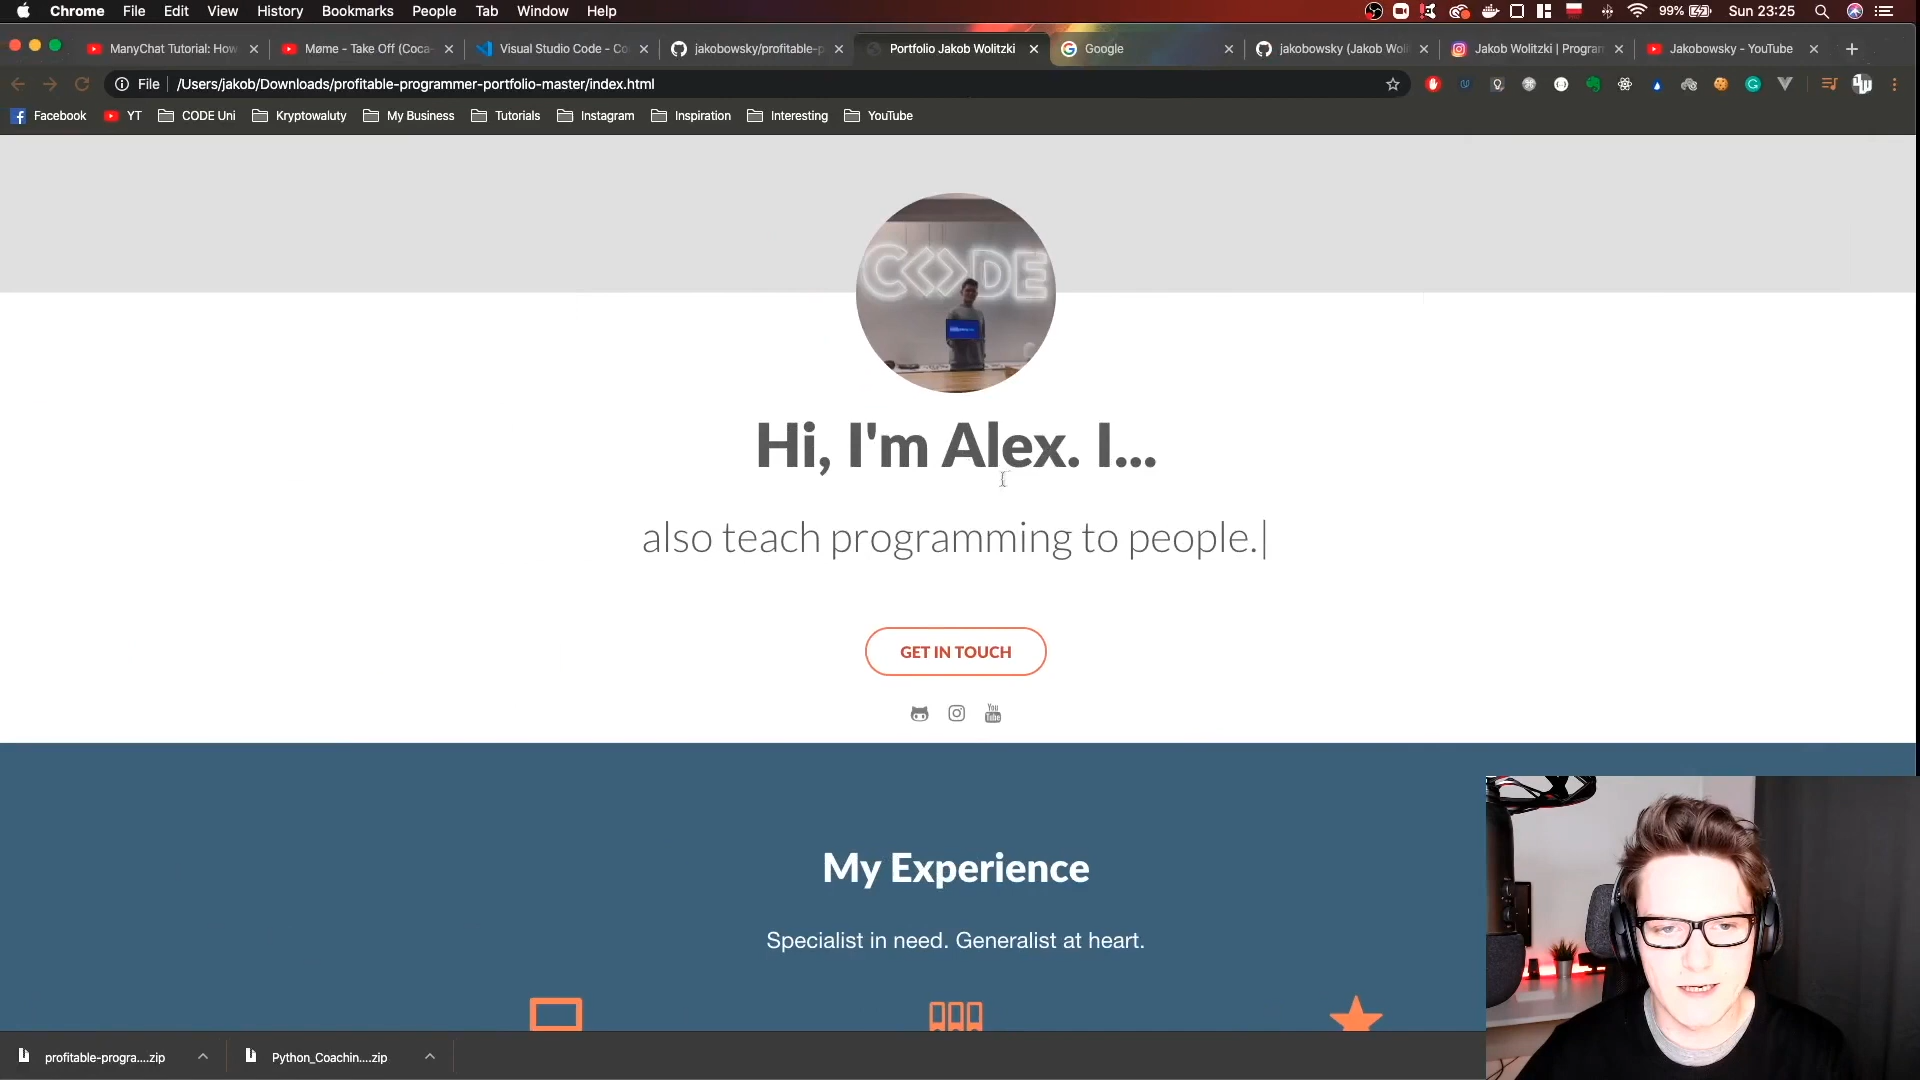 Chrome File Edit View History Bookmarks People Tab Window Help 99% Sun 23:25
ManyChat Tutorial: How
Møme - Take Off (Coca-
Visual Studio Code - Co
jakobowsky/profitable-p
Portfolio Jakob Wolitzki
Google
jakobowsky (Jakob Wol
Jakob Wolitzki | Program
Jakobowsky - YouTube
File /Users/jakob/Downloads/profitable-programmer-portfolio-master/index.html
Facebook YT CODE Uni Kryptowaluty My Business Tutorials Instagram Inspiration Interesting YouTube
C<>DE
Hi, I'm Alex. I...
also teach programming to people.|
GET IN TOUCH
You Tube
My Experience
Specialist in need. Generalist at heart.
profitable-progra....zip
Python_Coachin....zip